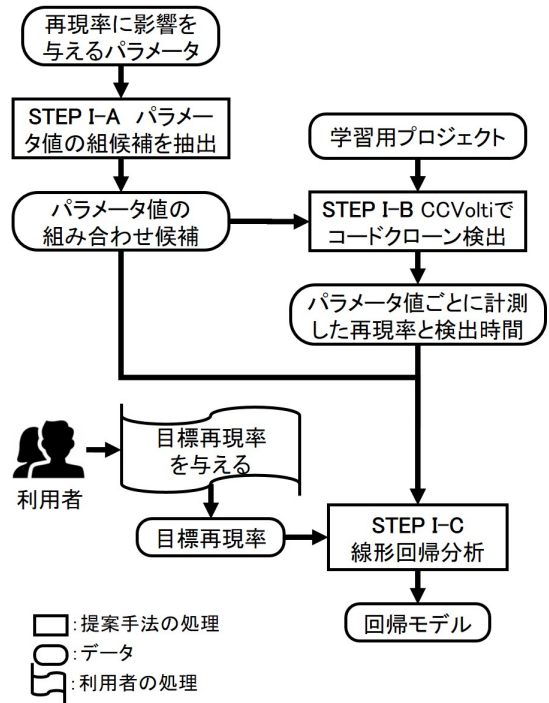 再現率に影響を
与えるパラメータ
STEP I-A パラメー
タ値の組候補を抽出
学習用プロジェクト
パラメータ値の
組み合わせ候補
STEP I-B CCVoltiで
コードクローン検出
パラメータ値ごとに計測
した再現率と検出時間
目標再現率
を与える
利用者
目標再現率
STEP I-C
線形回帰分析
回帰モデル
:提案手法の処理
:データ
:利用者の処理